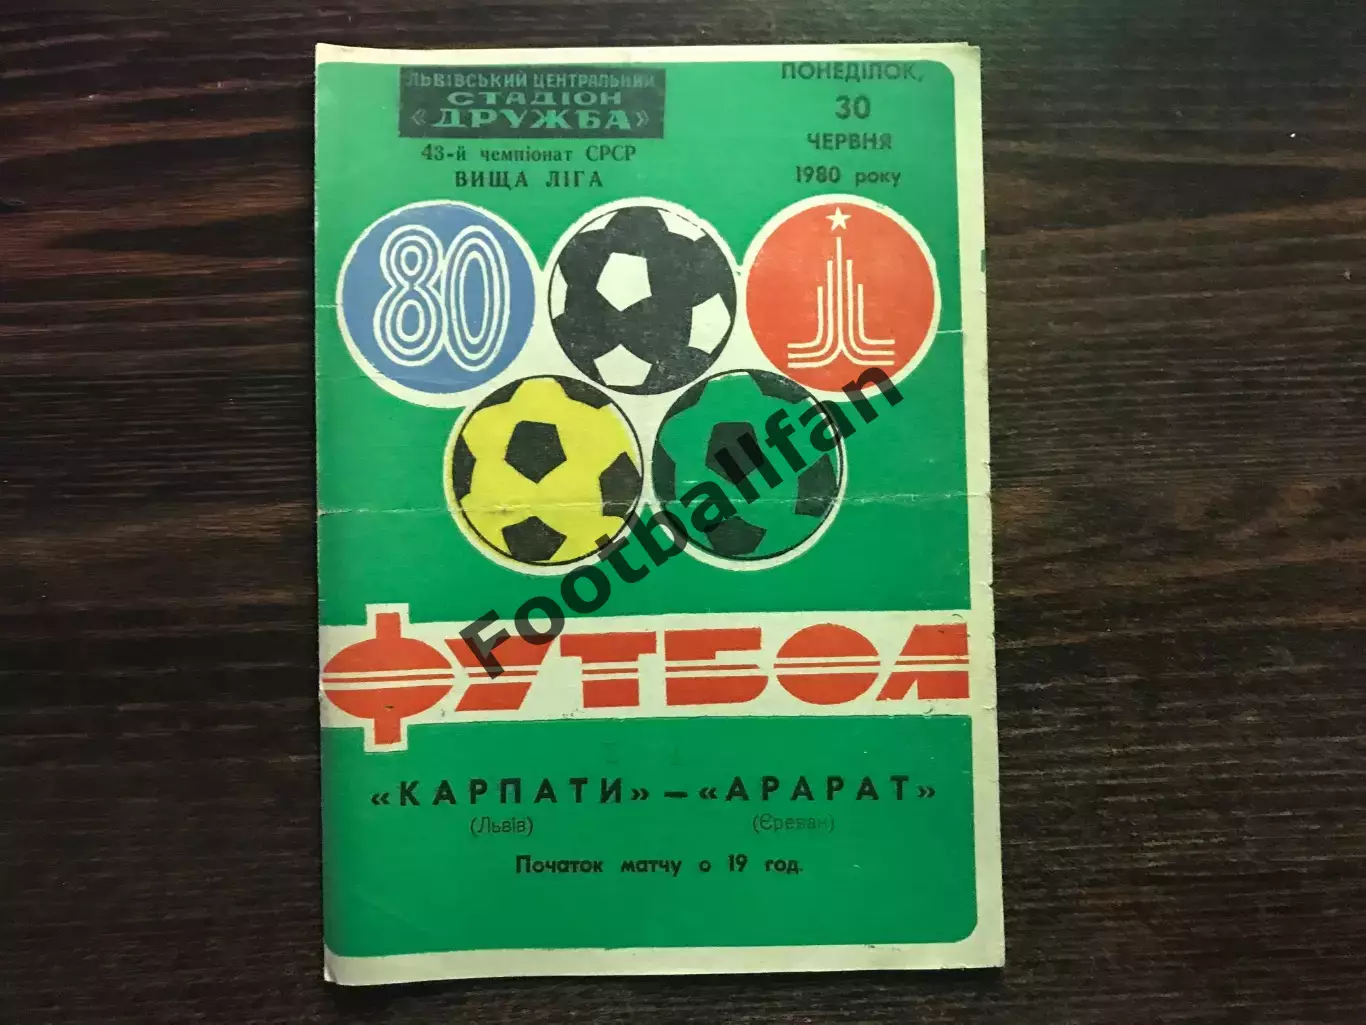 ЛЬВІВСЬКИЙ ЦЕНТРАЛЬНИЙ
СТАДІОН
«ДРУЖБА»
43-й чемпіонат СРСР
ВИЩА ЛІГА
ПОНЕДІЛОК,
30
ЧЕРВНЯ
1980 року
80
Footballfan
ФУТБОЛ
«КАРПАТИ» — «АРАРАТ»
(Львів) (Єреван)
Початок матчу о 19 год.